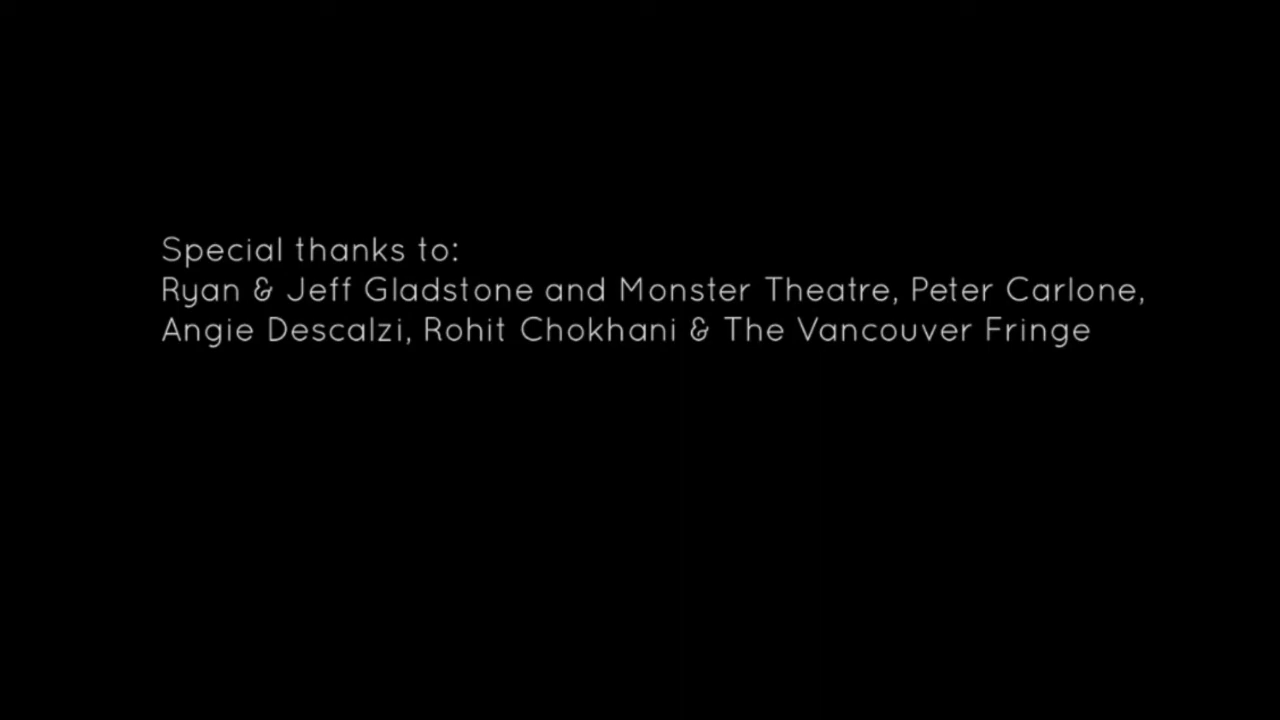 Special thanks to:
Ryan & Jeff Gladstone and Monster Theatre, Peter Carlone,
Angie Descalzi, Rohit Chokhani & The Vancouver Fringe